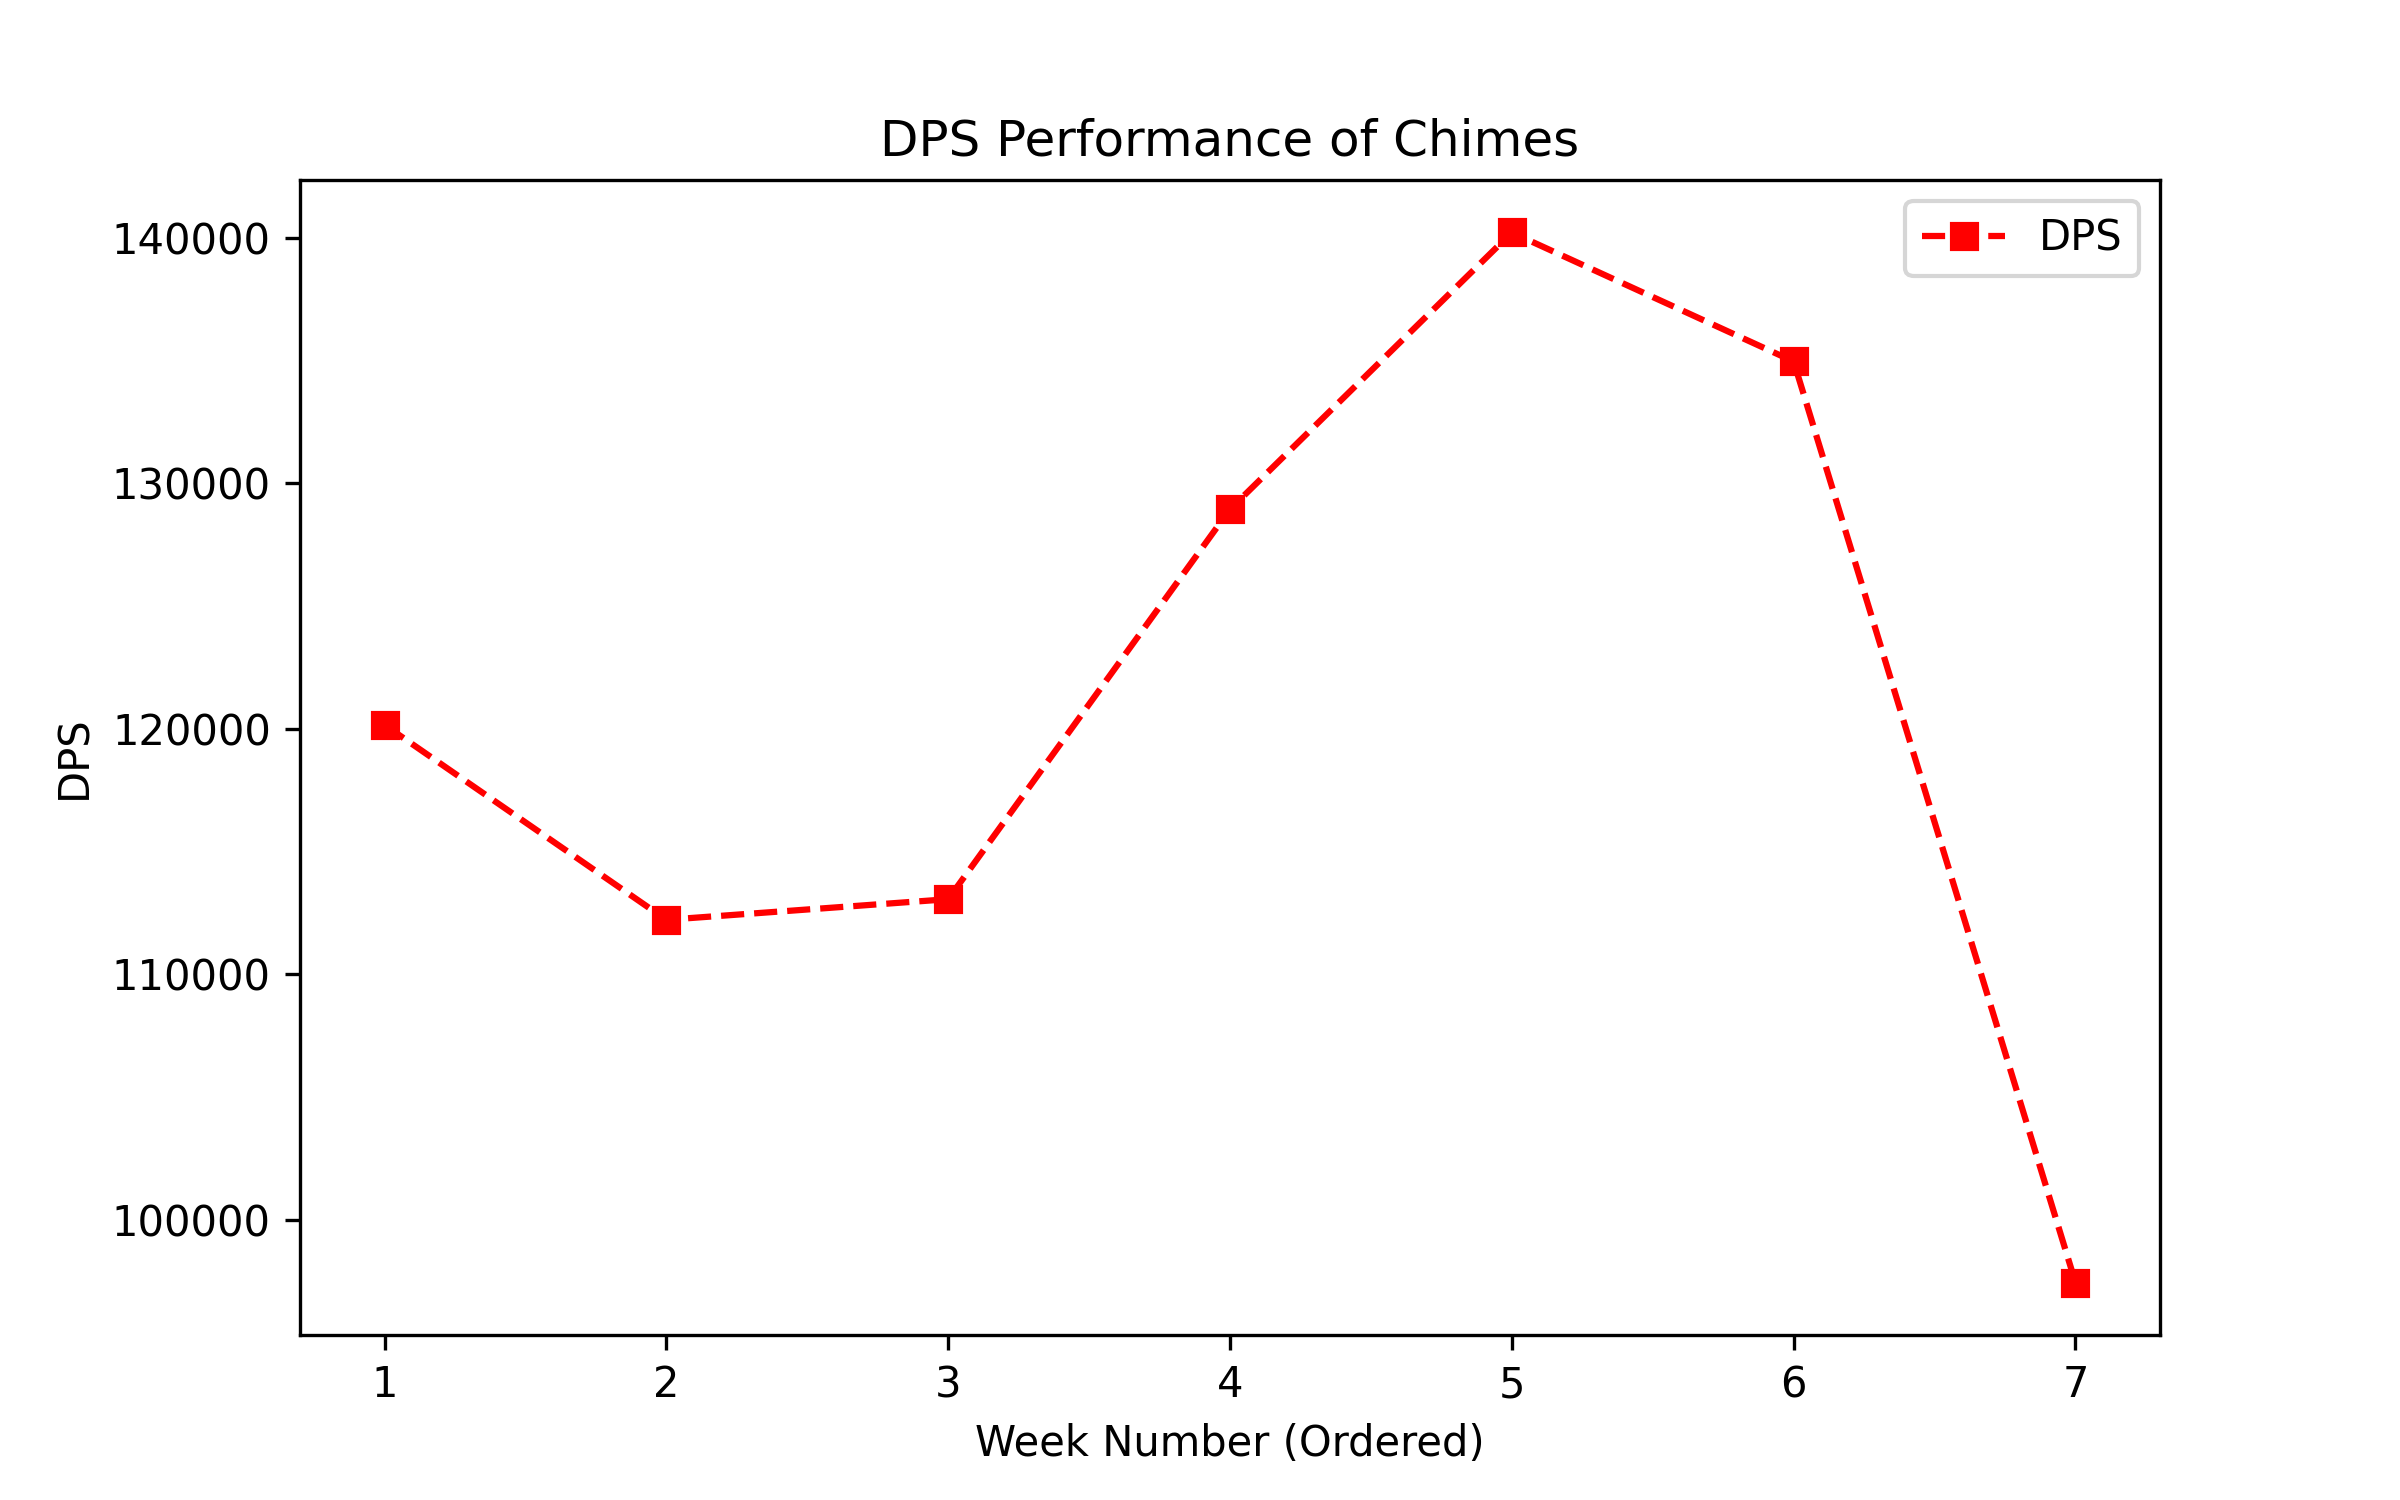 DPS Performance of Chimes
DPS
140000
130000
120000
110000
100000
DPS
1 2 3 4 5 6 7
Week Number (Ordered)